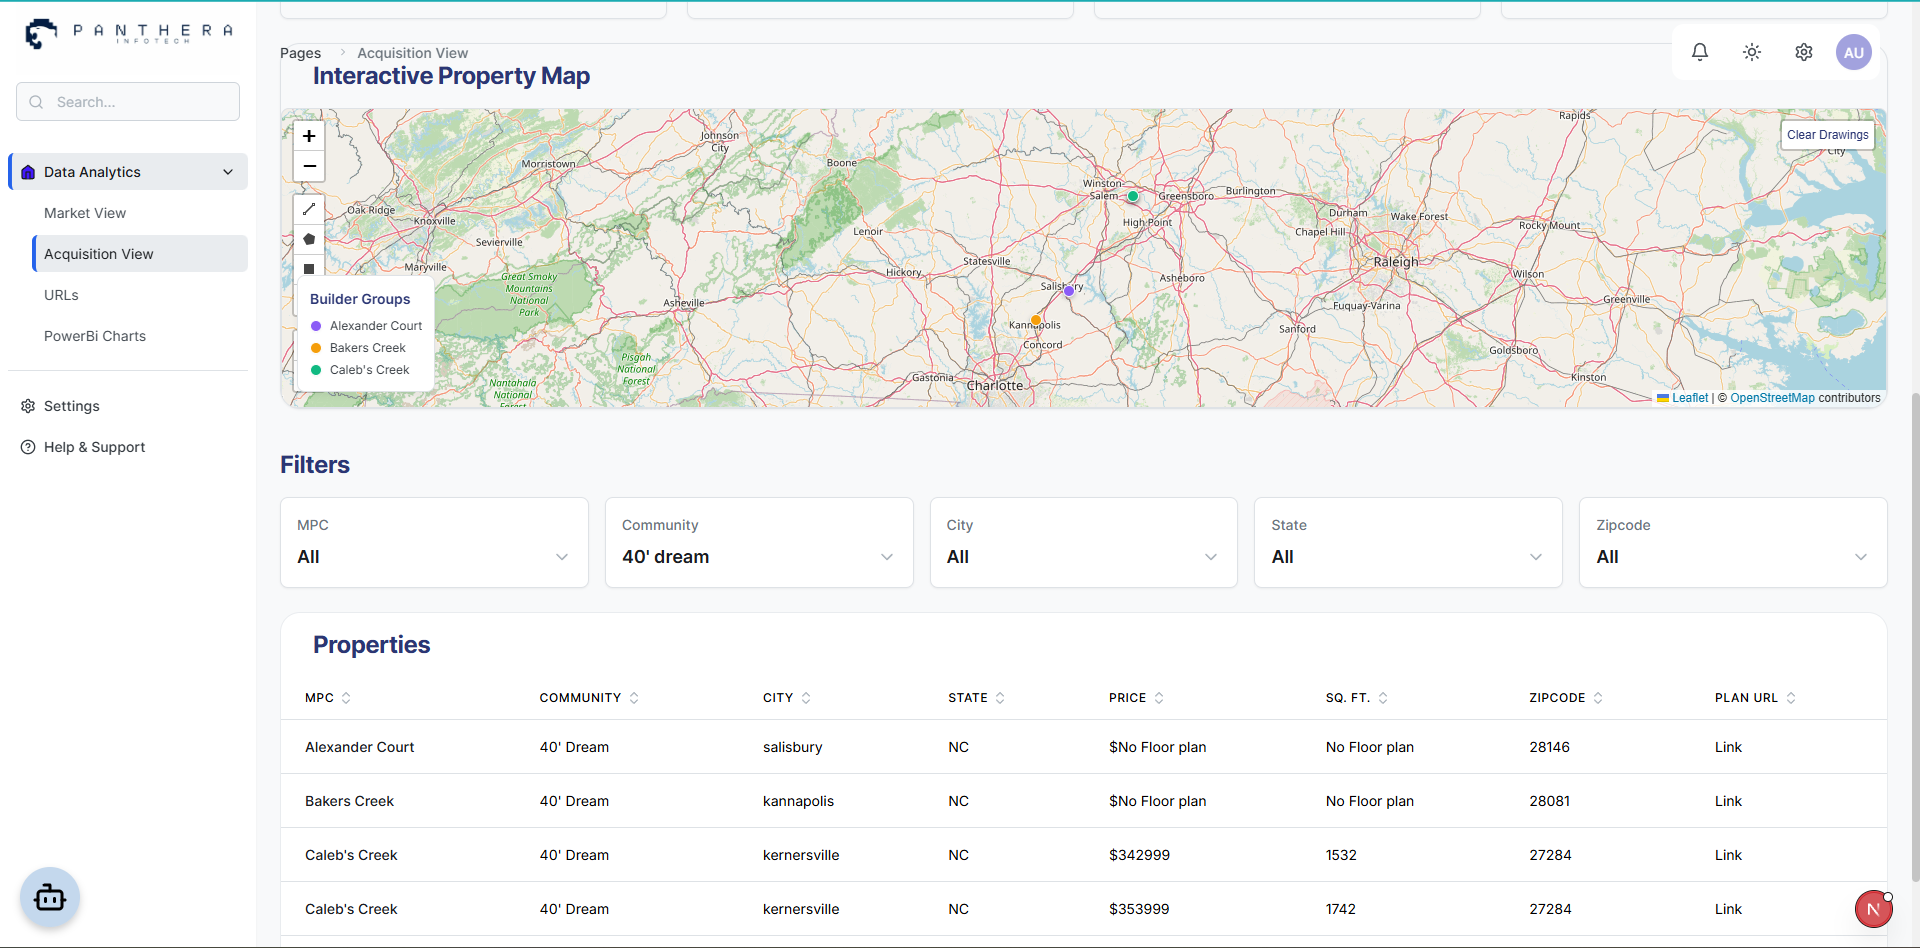 PANTHERA
INFOTECH
Search...
Data Analytics
Market View
Acquisition View
URLs
PowerBi Charts
Settings
Help & Support
Pages
Acquisition View
AU
Interactive Property Map
+
−
Clear Drawings
Rapids
City
Johnson
City
Morristown
Boone
Oak Ridge
Knoxville
Sevierville
Maryville
Great Smoky
Mountains
National
Park
Asheville
Lenoir
Hickory
Statesville
Winston-
Salem
Greensboro
High Point
Burlington
Durham
Chapel Hill
Wake Forest
Raleigh
Rocky Mount
Wilson
Greenville
Asheboro
Salisbury
Kannapolis
Concord
Gastonia
Charlotte
Sanford
Fuquay-Varina
Goldsboro
Kinston
Pisgah
National
Forest
Nantahala
National
Forest
Builder Groups
Alexander Court
Bakers Creek
Caleb's Creek
Leaflet | © OpenStreetMap contributors
Filters
MPC
All
Community
40' dream
City
All
State
All
Zipcode
All
Properties
MPC COMMUNITY CITY STATE PRICE SQ. FT. ZIPCODE PLAN URL
Alexander Court 40' Dream salisbury NC $No Floor plan No Floor plan 28146 Link
Bakers Creek 40' Dream kannapolis NC $No Floor plan No Floor plan 28081 Link
Caleb's Creek 40' Dream kernersville NC $342999 1532 27284 Link
Caleb's Creek 40' Dream kernersville NC $353999 1742 27284 Link
N